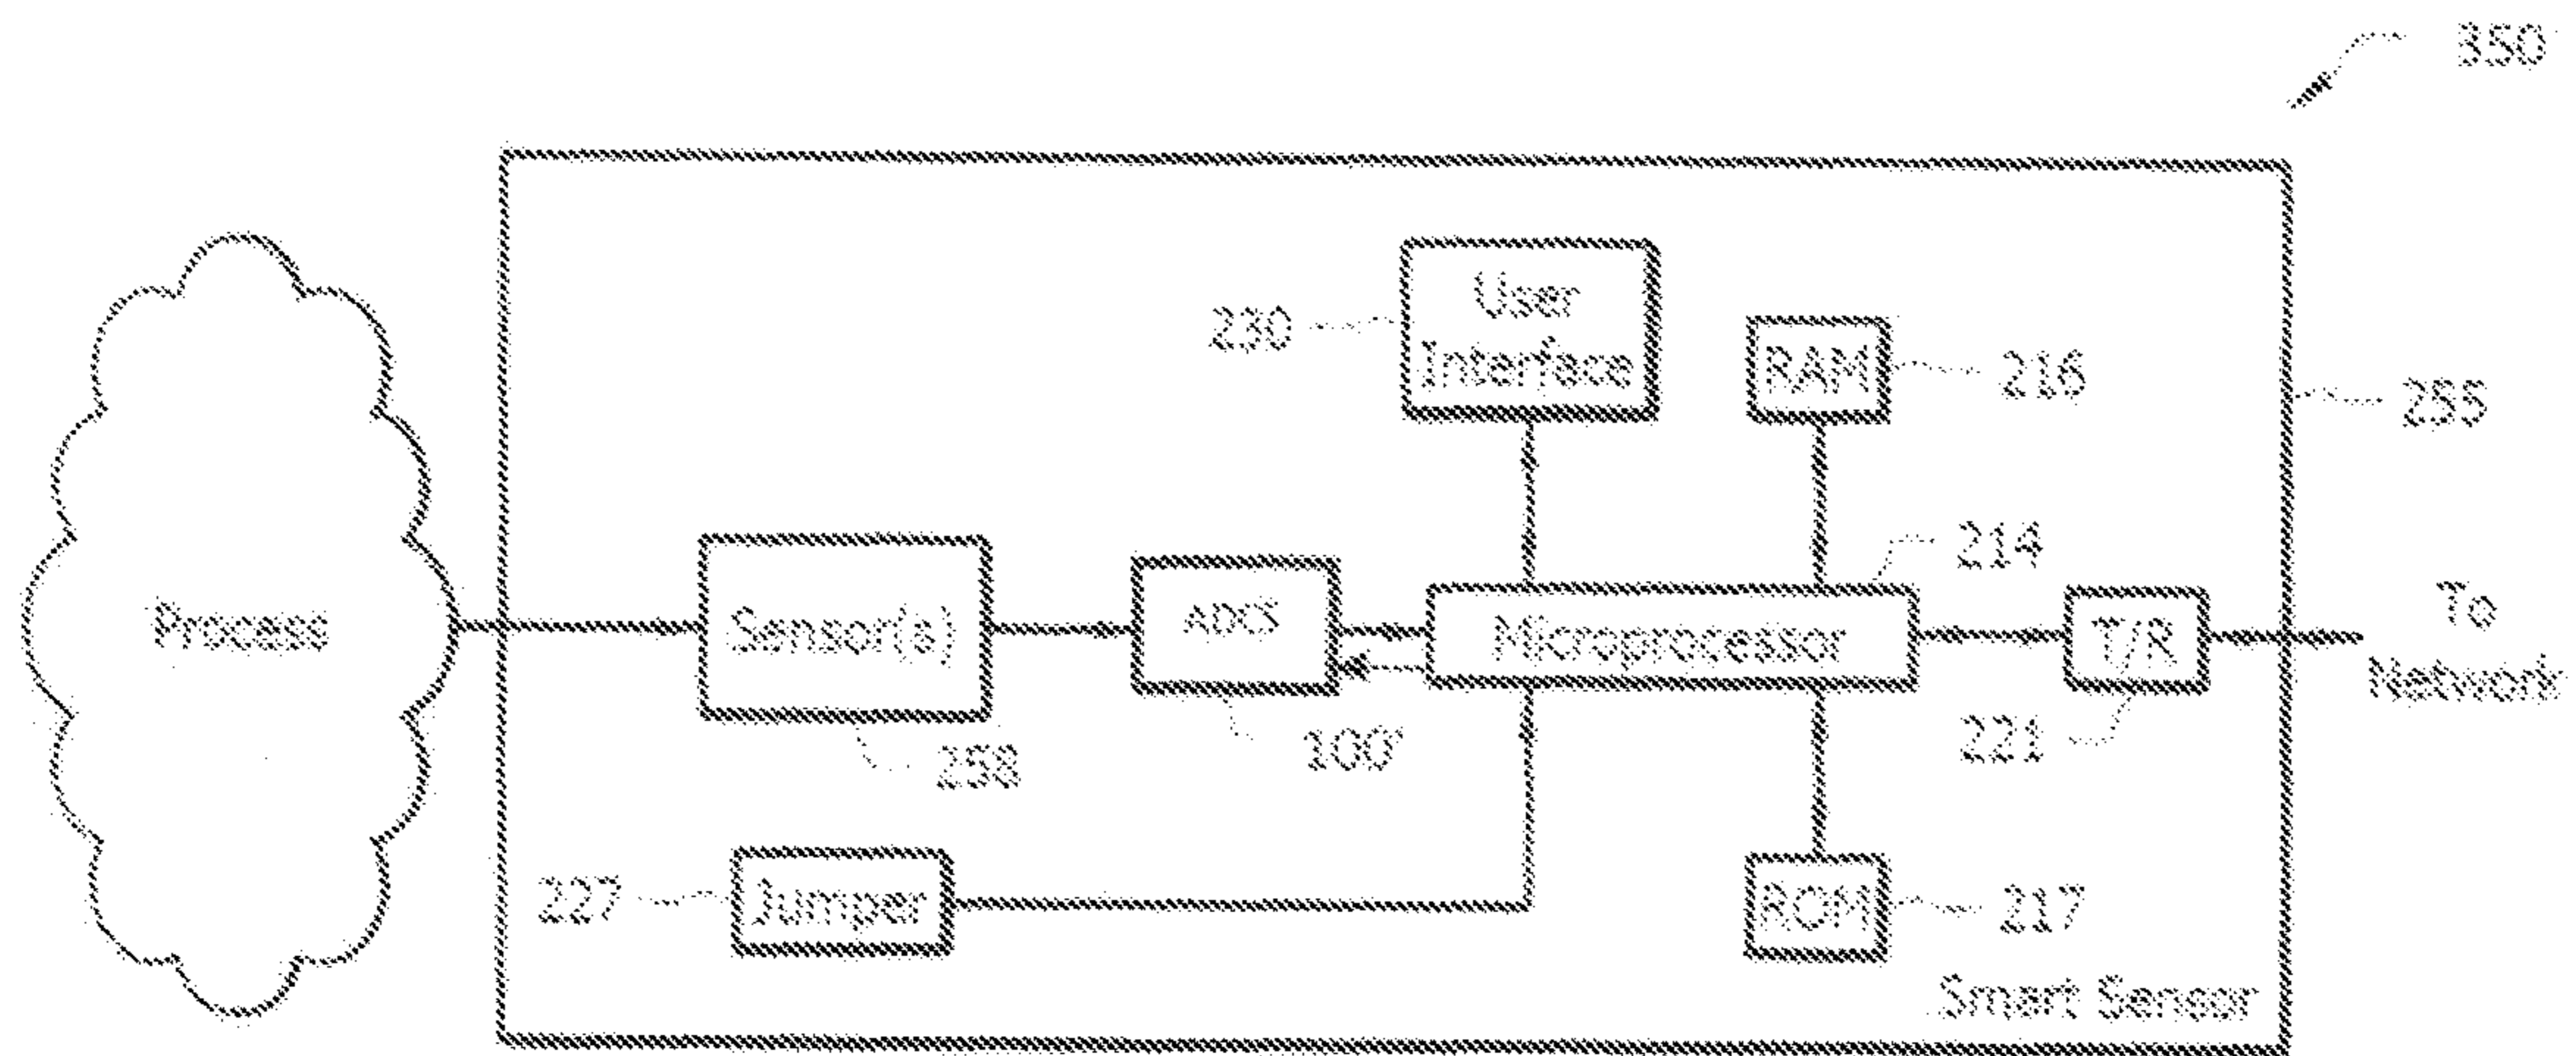 350
User
Interface
230
RAM
216
255
214
Process
Sensor(s)
ADCS
Microprocessor
T/R
To
Network
258
100'
221
227
Jumper
ROM
217
Smart Sensor